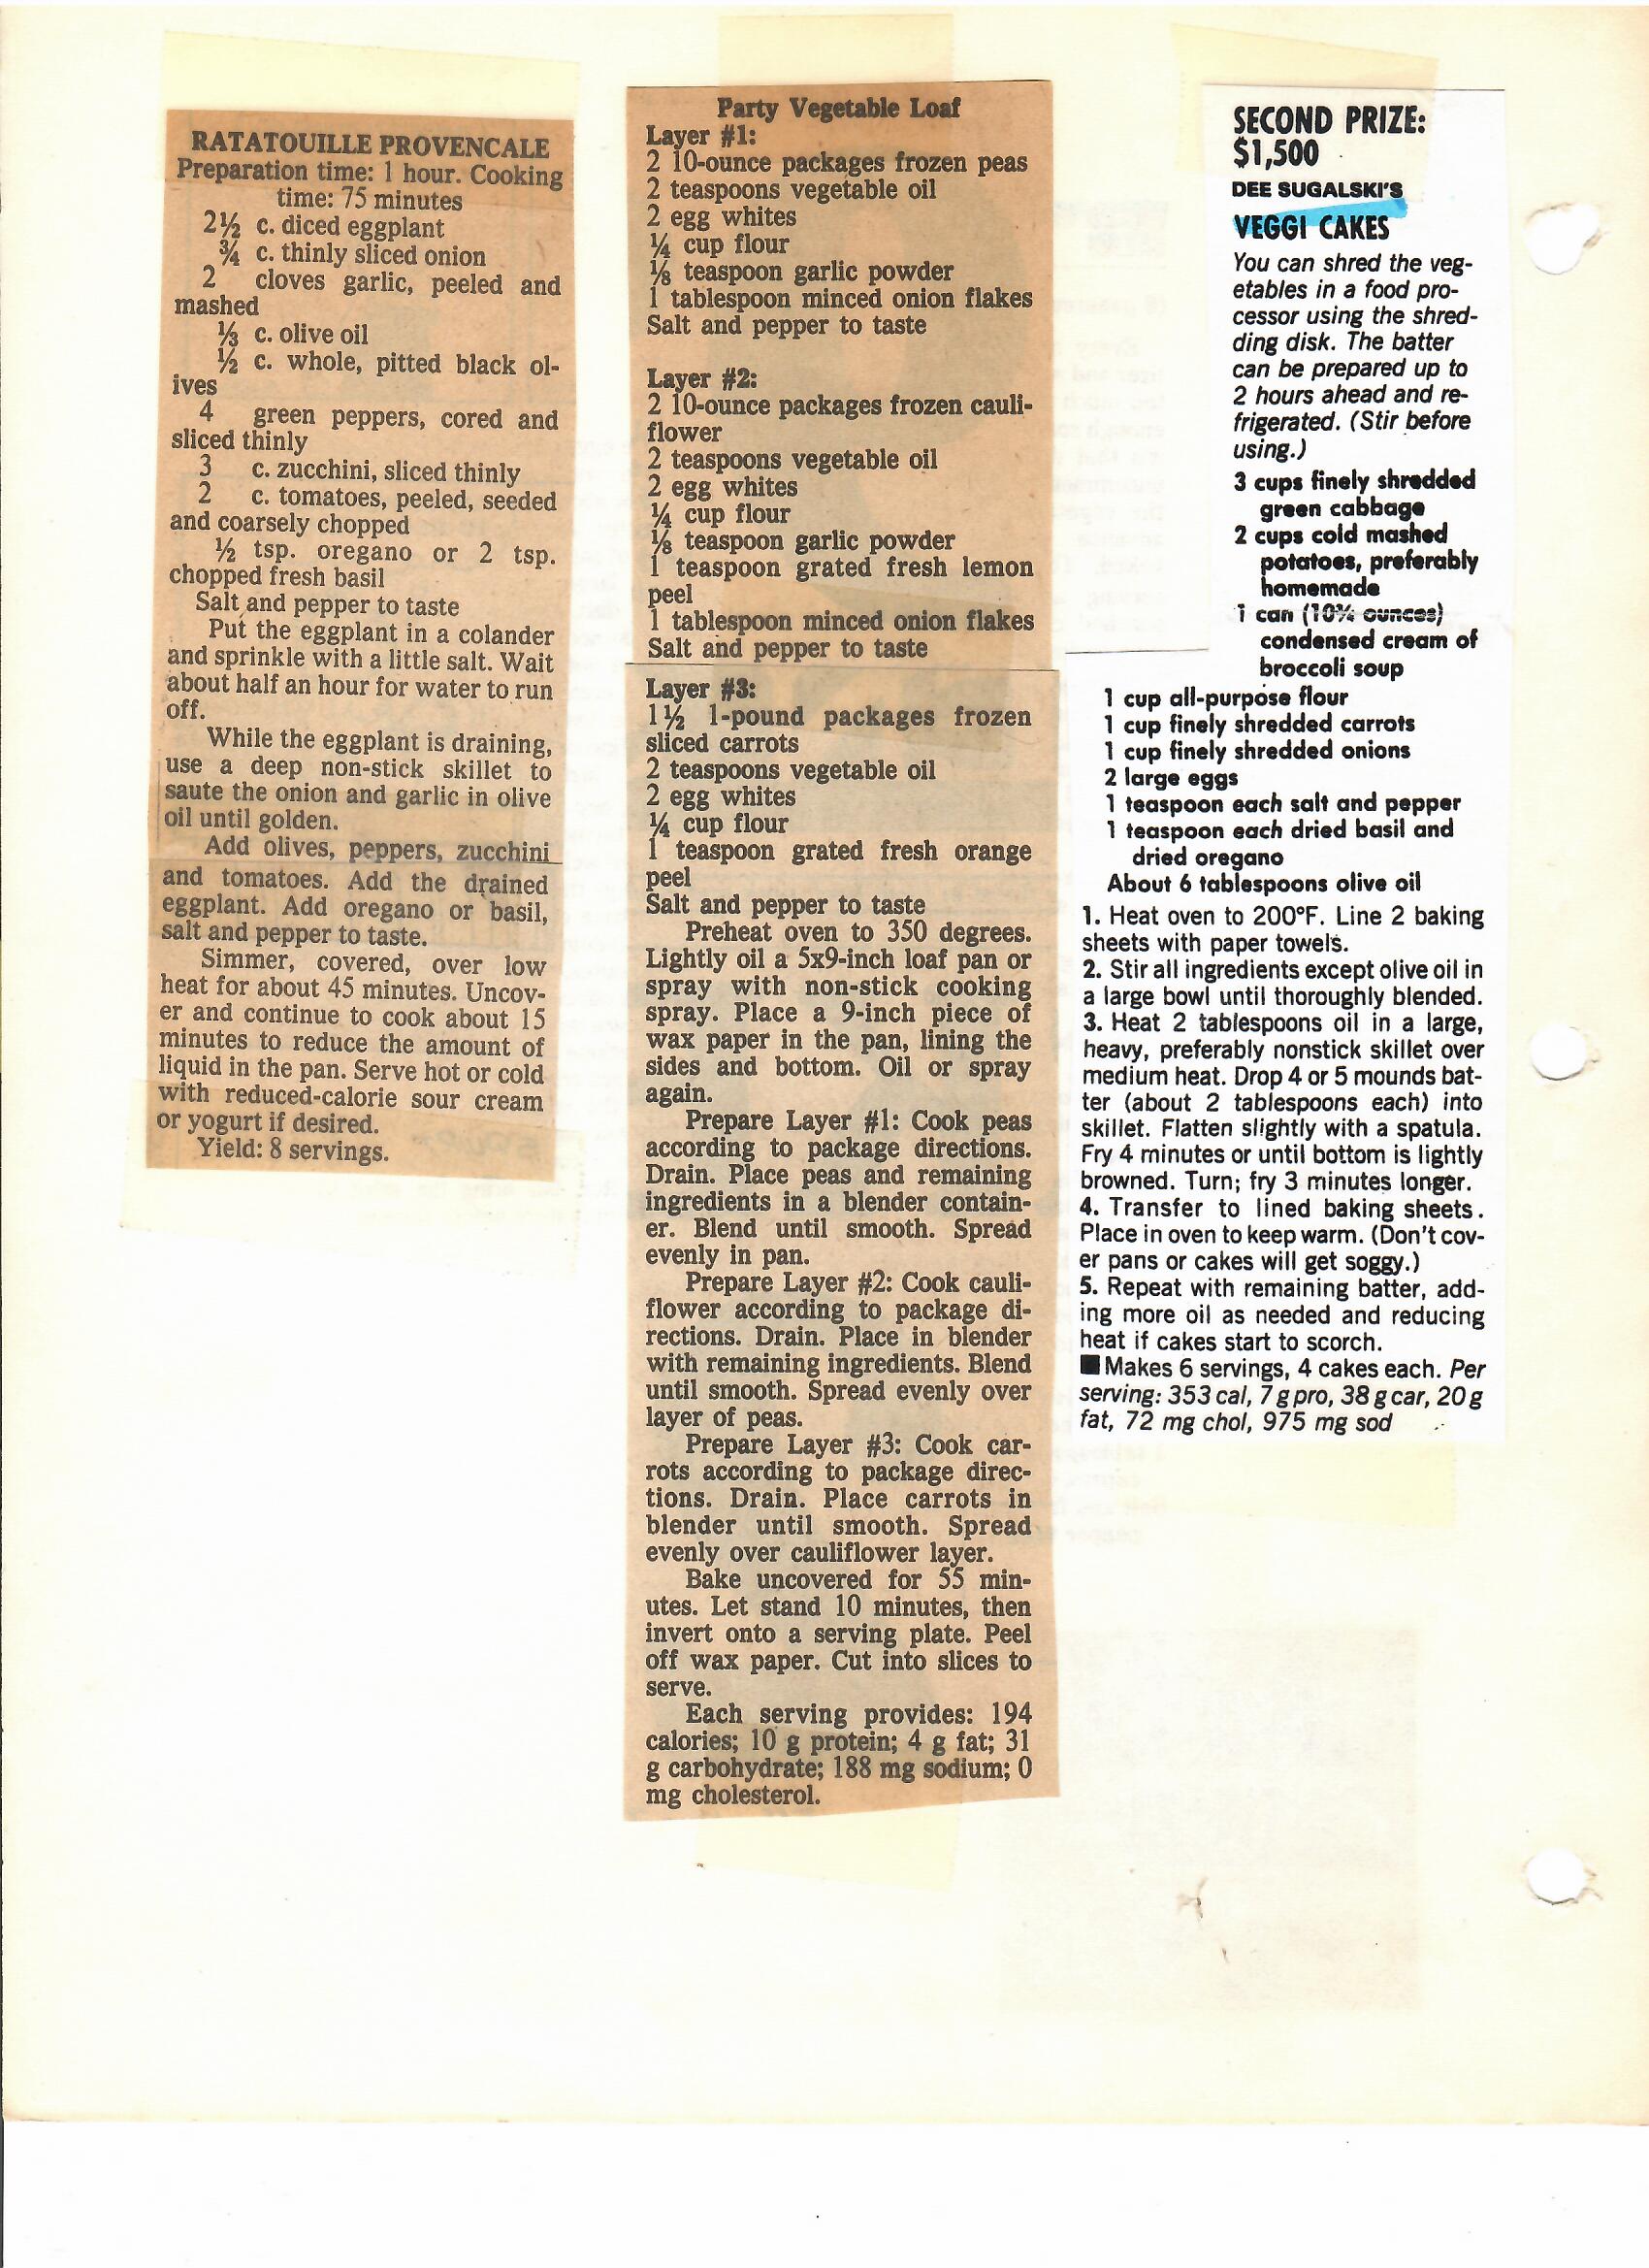 RATATOUILLE PROVENCALE
Preparation time: 1 hour. Cooking
time: 75 minutes
2½ c. diced eggplant
¾ c. thinly sliced onion
2 cloves garlic, peeled and
mashed
⅓ c. olive oil
½ c. whole, pitted black ol-
ives
4 green peppers, cored and
sliced thinly
3 c. zucchini, sliced thinly
2 c. tomatoes, peeled, seeded
and coarsely chopped
½ tsp. oregano or 2 tsp.
chopped fresh basil
Salt and pepper to taste
Put the eggplant in a colander
and sprinkle with a little salt. Wait
about half an hour for water to run
off.
While the eggplant is draining,
use a deep non-stick skillet to
saute the onion and garlic in olive
oil until golden.
Add olives, peppers, zucchini
and tomatoes. Add the drained
eggplant. Add oregano or basil,
salt and pepper to taste.
Simmer, covered, over low
heat for about 45 minutes. Uncov-
er and continue to cook about 15
minutes to reduce the amount of
liquid in the pan. Serve hot or cold
with reduced-calorie sour cream
or yogurt if desired.
Yield: 8 servings.
Party Vegetable Loaf
Layer #1:
2 10-ounce packages frozen peas
2 teaspoons vegetable oil
2 egg whites
¼ cup flour
⅛ teaspoon garlic powder
1 tablespoon minced onion flakes
Salt and pepper to taste
Layer #2:
2 10-ounce packages frozen cauli-
flower
2 teaspoons vegetable oil
2 egg whites
¼ cup flour
⅛ teaspoon garlic powder
1 teaspoon grated fresh lemon
peel
1 tablespoon minced onion flakes
Salt and pepper to taste
Layer #3:
1½ 1-pound packages frozen
sliced carrots
2 teaspoons vegetable oil
2 egg whites
¼ cup flour
1 teaspoon grated fresh orange
peel
Salt and pepper to taste
Preheat oven to 350 degrees.
Lightly oil a 5x9-inch loaf pan or
spray with non-stick cooking
spray. Place a 9-inch piece of
wax paper in the pan, lining the
sides and bottom. Oil or spray
again.
Prepare Layer #1: Cook peas
according to package directions.
Drain. Place peas and remaining
ingredients in a blender contain-
er. Blend until smooth. Spread
evenly in pan.
Prepare Layer #2: Cook cauli-
flower according to package di-
rections. Drain. Place in blender
with remaining ingredients. Blend
until smooth. Spread evenly over
layer of peas.
Prepare Layer #3: Cook car-
rots according to package direc-
tions. Drain. Place carrots in
blender until smooth. Spread
evenly over cauliflower layer.
Bake uncovered for 55 min-
utes. Let stand 10 minutes, then
invert onto a serving plate. Peel
off wax paper. Cut into slices to
serve.
Each serving provides: 194
calories; 10 g protein; 4 g fat; 31
g carbohydrate; 188 mg sodium; 0
mg cholesterol.
SECOND PRIZE:
$1,500
DEE SUGALSKI'S
VEGGI CAKES
You can shred the veg-
etables in a food pro-
cessor using the shred-
ding disk. The batter
can be prepared up to
2 hours ahead and re-
frigerated. (Stir before
using.)
3 cups finely shredded
green cabbage
2 cups cold mashed
potatoes, preferably
homemade
1 can (10¾ ounces)
condensed cream of
broccoli soup
1 cup all-purpose flour
1 cup finely shredded carrots
1 cup finely shredded onions
2 large eggs
1 teaspoon each salt and pepper
1 teaspoon each dried basil and
dried oregano
About 6 tablespoons olive oil
1. Heat oven to 200°F. Line 2 baking
sheets with paper towels.
2. Stir all ingredients except olive oil in
a large bowl until thoroughly blended.
3. Heat 2 tablespoons oil in a large,
heavy, preferably nonstick skillet over
medium heat. Drop 4 or 5 mounds bat-
ter (about 2 tablespoons each) into
skillet. Flatten slightly with a spatula.
Fry 4 minutes or until bottom is lightly
browned. Turn; fry 3 minutes longer.
4. Transfer to lined baking sheets.
Place in oven to keep warm. (Don't cov-
er pans or cakes will get soggy.)
5. Repeat with remaining batter, add-
ing more oil as needed and reducing
heat if cakes start to scorch.
■ Makes 6 servings, 4 cakes each. Per
serving: 353 cal, 7 g pro, 38 g car, 20 g
fat, 72 mg chol, 975 mg sod